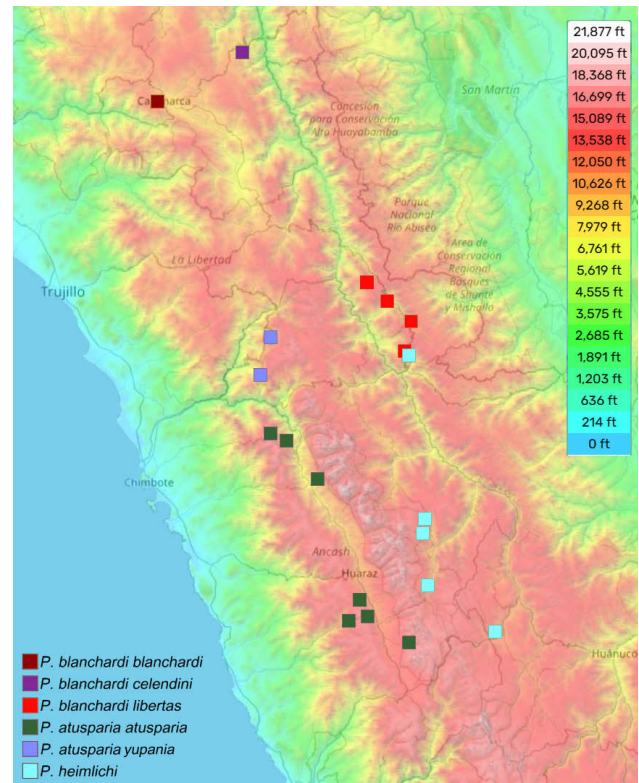 21,877 ft
20,095 ft
18,368 ft
16,699 ft
15,089 ft
13,538 ft
12,050 ft
10,626 ft
9,268 ft
7,979 ft
6,761 ft
5,619 ft
4,555 ft
3,575 ft
2,685 ft
1,891 ft
1,203 ft
636 ft
214 ft
0 ft
San Martín
Concesión
para Conservación
Alto Huayabamba
Parque
Nacional
Río Abiseo
La Libertad
Área de
Conservación
Regional
Bosques
de Shunté
y Mishollo
Trujillo
Chimbote
Ancash
Huaraz
Huánuco
P. blanchardi blanchardi
P. blanchardi celendini
P. blanchardi libertas
P. atusparia atusparia
P. atusparia yupania
P. heimlichi